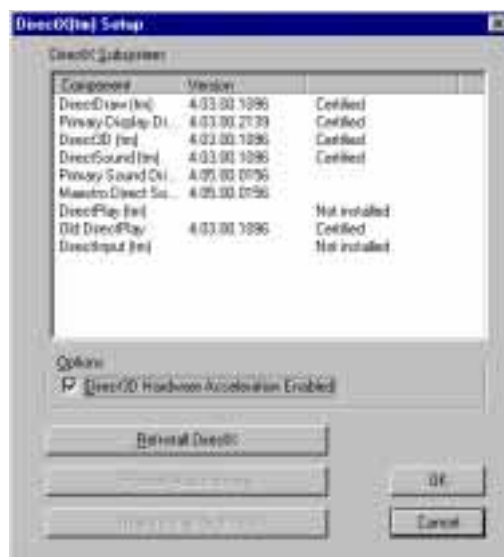 DirectX(tm) Setup
DirectX Subsystem
Component Version
DirectDraw (tm) 4.03.00.1096 Certified
Primary Display Dri... 4.03.00.2139 Certified
Direct3D (tm) 4.03.00.1096 Certified
DirectSound (tm) 4.03.00.1096 Certified
Primary Sound Dri... 4.05.00.0156
Maestro Direct So... 4.05.00.0156
DirectPlay (tm) Not installed
Old DirectPlay 4.03.00.1096 Certified
DirectInput (tm) Not installed
Options
Direct3D Hardware Acceleration Enabled
Reinstall DirectX
OK
Cancel